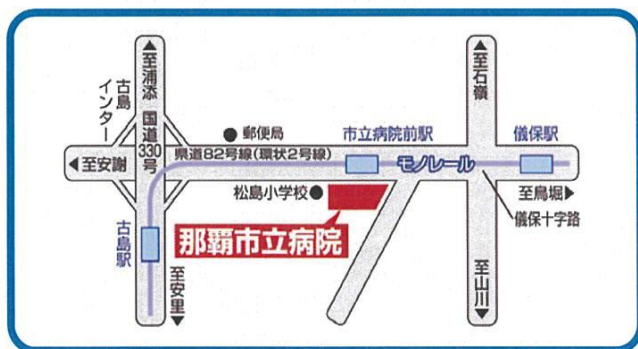 ▲至浦添
国道330号
古島インター
▲至石嶺
●郵便局
市立病院前駅
儀保駅
◀至安謝
県道82号線(環状2号線)
モノレール
松島小学校●
至鳥堀▶
儀保十字路
那覇市立病院
古島駅
至安里▼
至山川▼